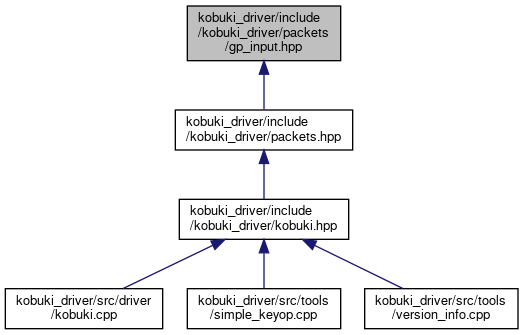 kobuki_driver/include
/kobuki_driver/packets
/gp_input.hpp
kobuki_driver/include
/kobuki_driver/packets.hpp
kobuki_driver/include
/kobuki_driver/kobuki.hpp
kobuki_driver/src/driver
/kobuki.cpp
kobuki_driver/src/tools
/simple_keyop.cpp
kobuki_driver/src/tools
/version_info.cpp